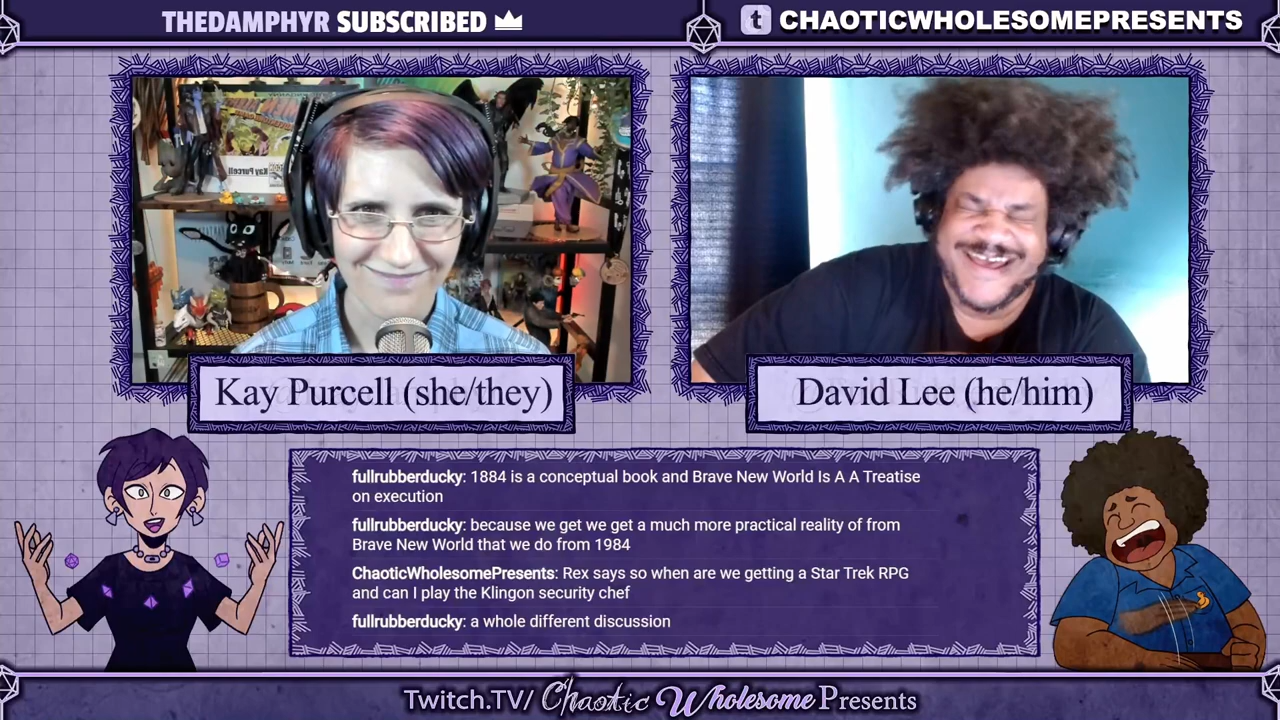 THEDAMPHYR SUBSCRIBED
t CHAOTICWHOLESOMEPRESENTS
Kay Purcell
Kay Purcell (she/they)
David Lee (he/him)
fullrubberducky: 1884 is a conceptual book and Brave New World Is A A Treatise
on execution
fullrubberducky: because we get we get a much more practical reality of from
Brave New World that we do from 1984
ChaoticWholesomePresents: Rex says so when are we getting a Star Trek RPG
and can I play the Klingon security chef
fullrubberducky: a whole different discussion
Twitch.TV/ Chaotic Wholesome Presents